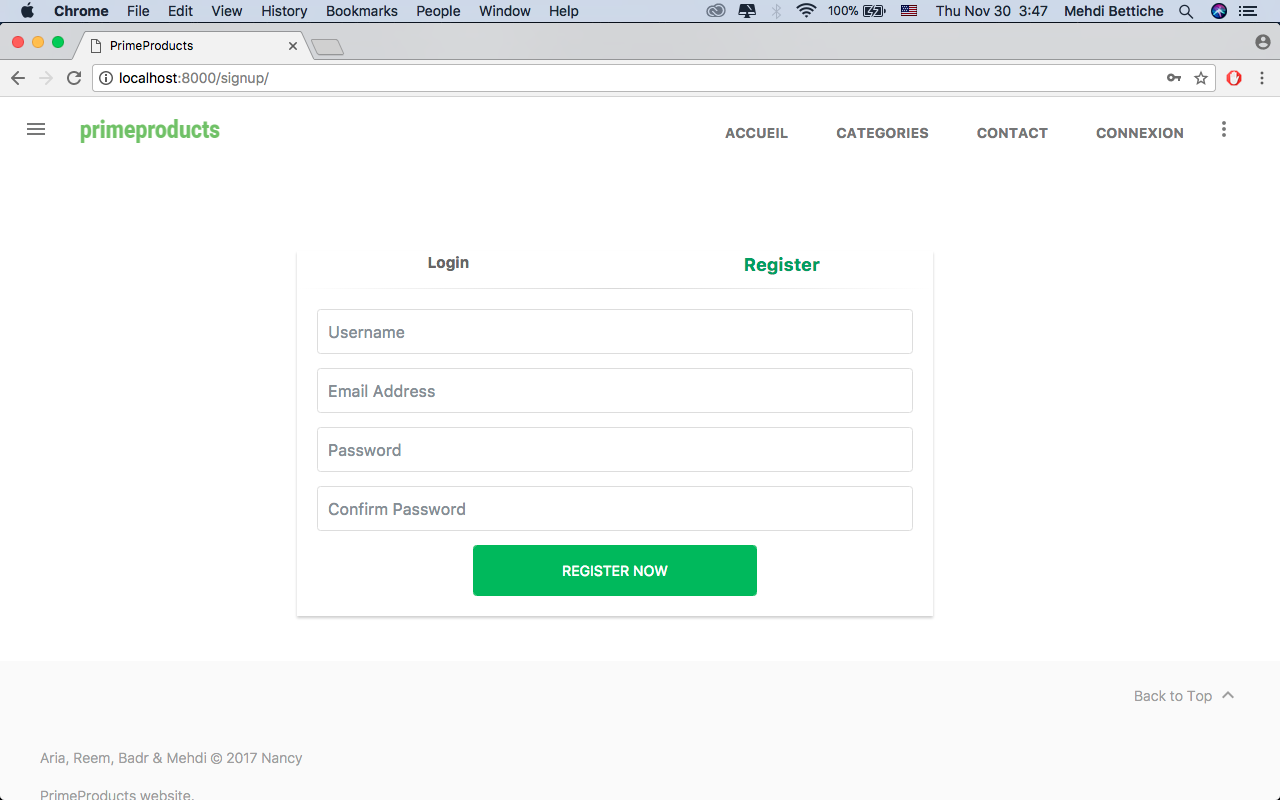 Chrome File Edit View History Bookmarks People Window Help 100% Thu Nov 30 3:47 Mehdi Bettiche
PrimeProducts
localhost:8000/signup/
primeproducts ACCUEIL CATEGORIES CONTACT CONNEXION
Login Register
Username
Email Address
Password
Confirm Password
REGISTER NOW
Back to Top
Aria, Reem, Badr & Mehdi © 2017 Nancy
PrimeProducts website.